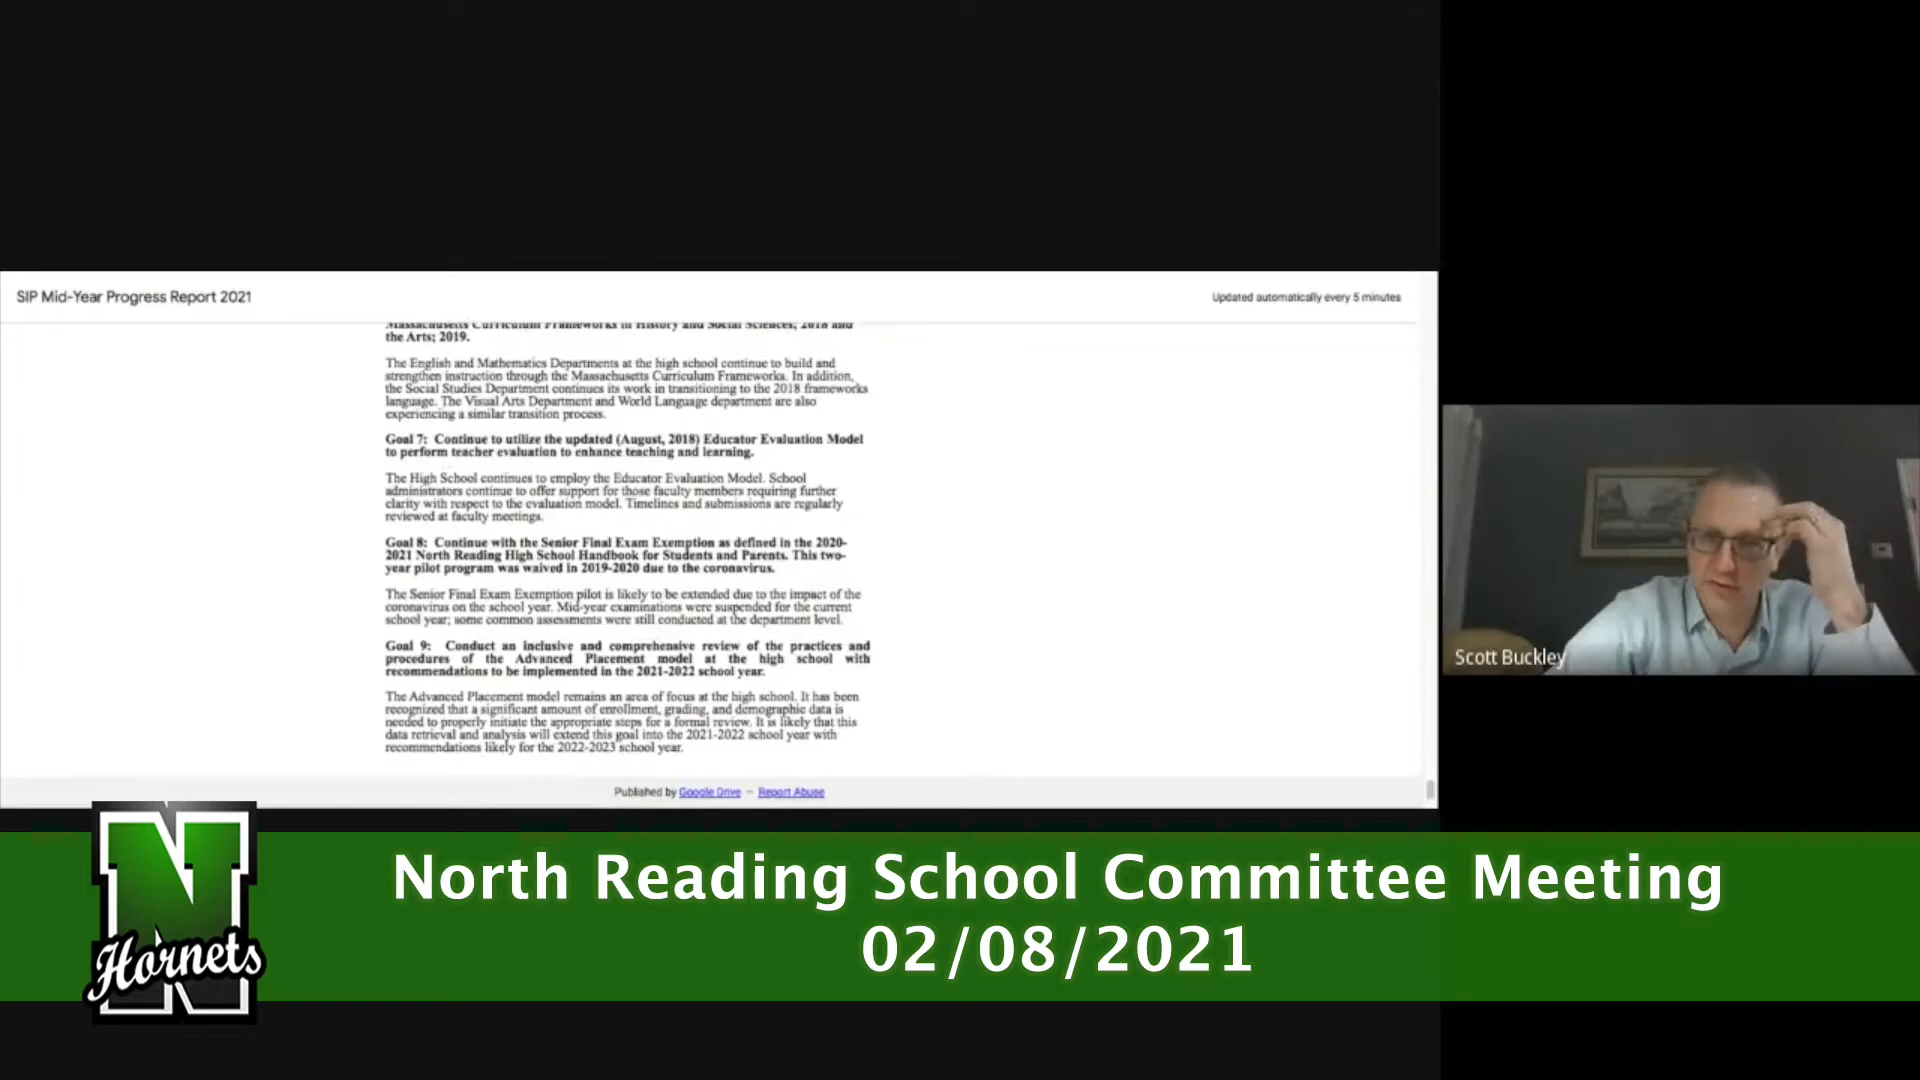 SIP Mid-Year Progress Report 2021
Updated automatically every 5 minutes
Massachusetts Curriculum Frameworks in History and Social Sciences; 2018 and
the Arts; 2019.
The English and Mathematics Departments at the high school continue to build and
strengthen instruction through the Massachusetts Curriculum Frameworks. In addition,
the Social Studies Department continues its work in transitioning to the 2018 frameworks
language. The Visual Arts Department and World Language department are also
experiencing a similar transition process.
Goal 7: Continue to utilize the updated (August, 2018) Educator Evaluation Model
to perform teacher evaluation to enhance teaching and learning.
The High School continues to employ the Educator Evaluation Model. School
administrators continue to offer support for those faculty members requiring further
clarity with respect to the evaluation model. Timelines and submissions are regularly
reviewed at faculty meetings.
Goal 8: Continue with the Senior Final Exam Exemption as defined in the 2020-
2021 North Reading High School Handbook for Students and Parents. This two-
year pilot program was waived in 2019-2020 due to the coronavirus.
The Senior Final Exam Exemption pilot is likely to be extended due to the impact of the
coronavirus on the school year. Mid-year examinations were suspended for the current
school year; some common assessments were still conducted at the department level.
Goal 9: Conduct an inclusive and comprehensive review of the practices and
procedures of the Advanced Placement model at the high school with
recommendations to be implemented in the 2021-2022 school year.
The Advanced Placement model remains an area of focus at the high school. It has been
recognized that a significant amount of enrollment, grading, and demographic data is
needed to properly initiate the appropriate steps for a formal review. It is likely that this
data retrieval and analysis will extend this goal into the 2021-2022 school year with
recommendations likely for the 2022-2023 school year.
Published by Google Drive – Report Abuse
Scott Buckley
N
Hornets
North Reading School Committee Meeting
02/08/2021